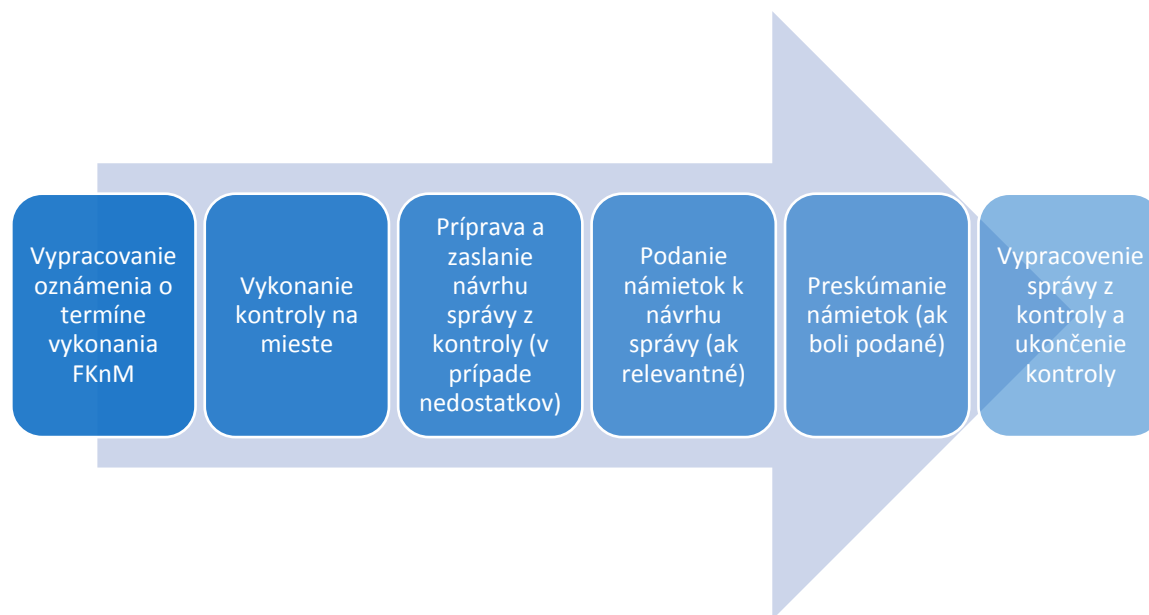 Vypracovanie
oznámenia o
termíne
vykonania
FKnM
Vykonanie
kontroly na
mieste
Príprava a
zaslanie
návrhu
správy z
kontroly (v
prípade
nedostatkov)
Podanie
námietok k
návrhu
správy (ak
relevantné)
Preskúmanie
námietok (ak
boli podané)
Vypracovenie
správy z
kontroly a
ukončenie
kontroly